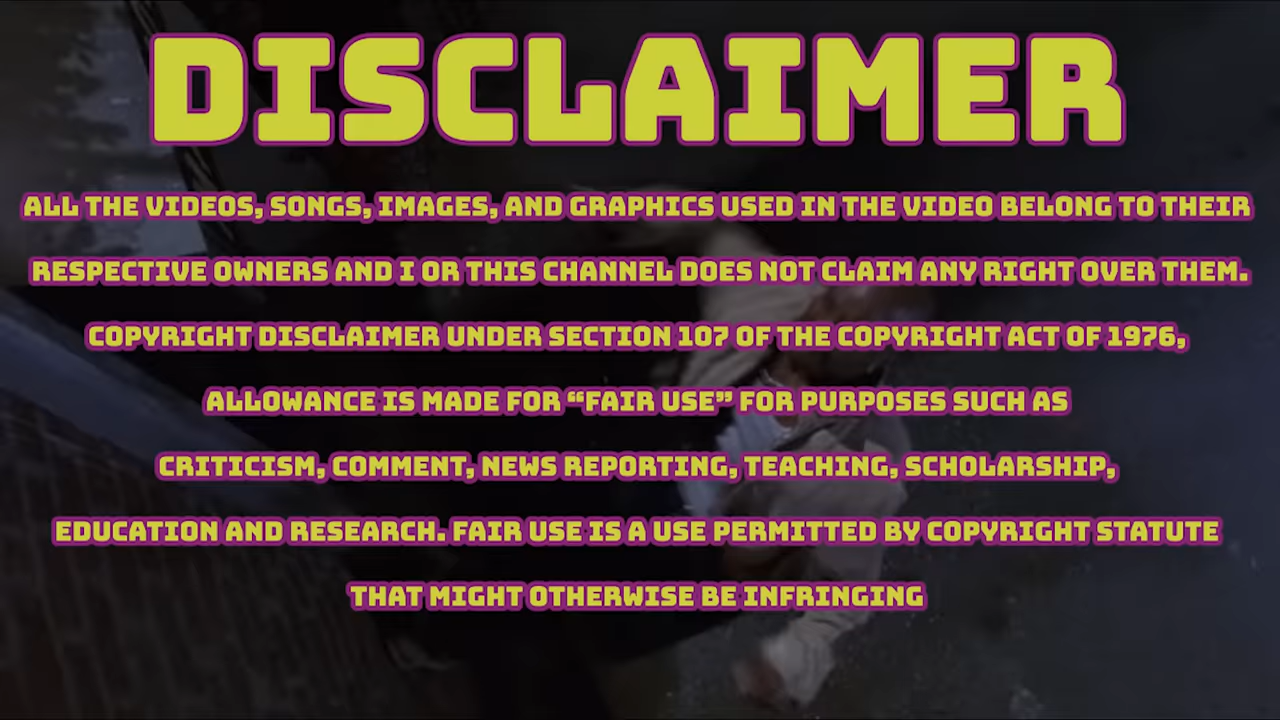 DISCLAIMER
ALL THE VIDEOS, SONGS, IMAGES, AND GRAPHICS USED IN THE VIDEO BELONG TO THEIR
RESPECTIVE OWNERS AND I OR THIS CHANNEL DOES NOT CLAIM ANY RIGHT OVER THEM.
COPYRIGHT DISCLAIMER UNDER SECTION 107 OF THE COPYRIGHT ACT OF 1976,
ALLOWANCE IS MADE FOR “FAIR USE” FOR PURPOSES SUCH AS
CRITICISM, COMMENT, NEWS REPORTING, TEACHING, SCHOLARSHIP,
EDUCATION AND RESEARCH. FAIR USE IS A USE PERMITTED BY COPYRIGHT STATUTE
THAT MIGHT OTHERWISE BE INFRINGING